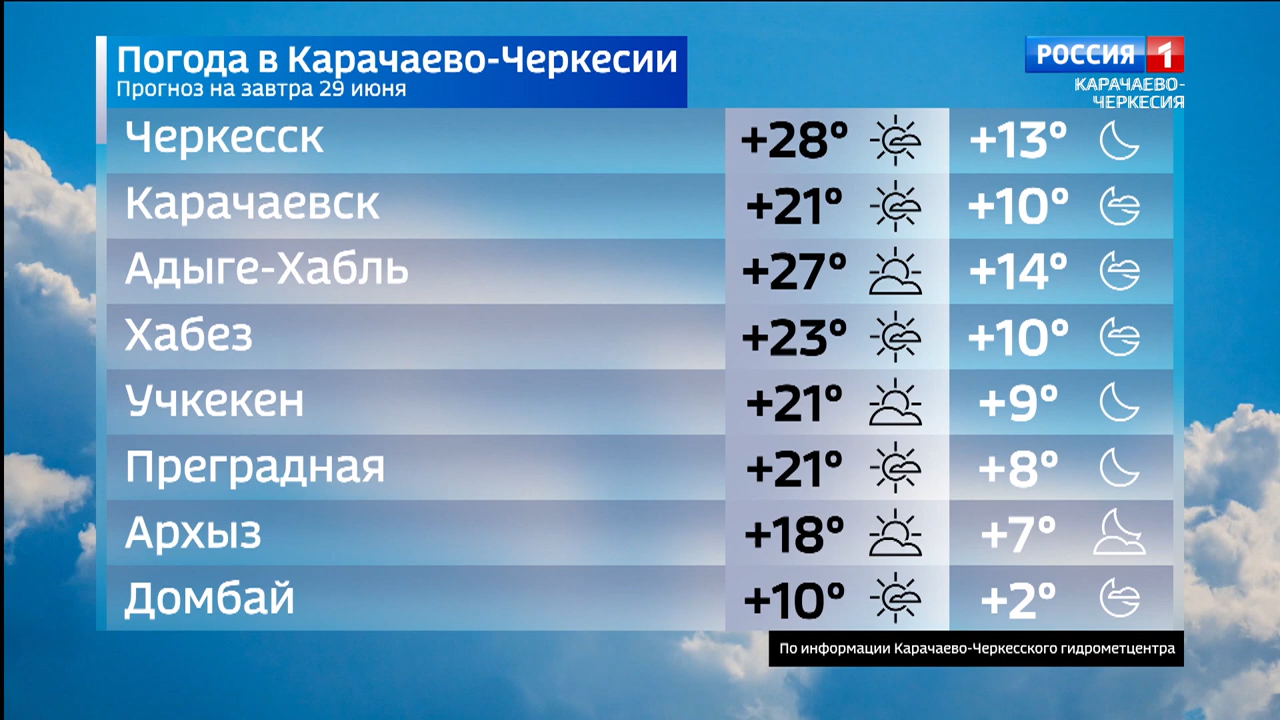 Погода в Карачаево-Черкесии
Прогноз на завтра 29 июня
РОССИЯ 1
КАРАЧАЕВО-
ЧЕРКЕСИЯ
Черкесск +28° +13°
Карачаевск +21° +10°
Адыге-Хабль +27° +14°
Хабез +23° +10°
Учкекен +21° +9°
Преградная +21° +8°
Архыз +18° +7°
Домбай +10° +2°
По информации Карачаево-Черкесского гидрометцентра